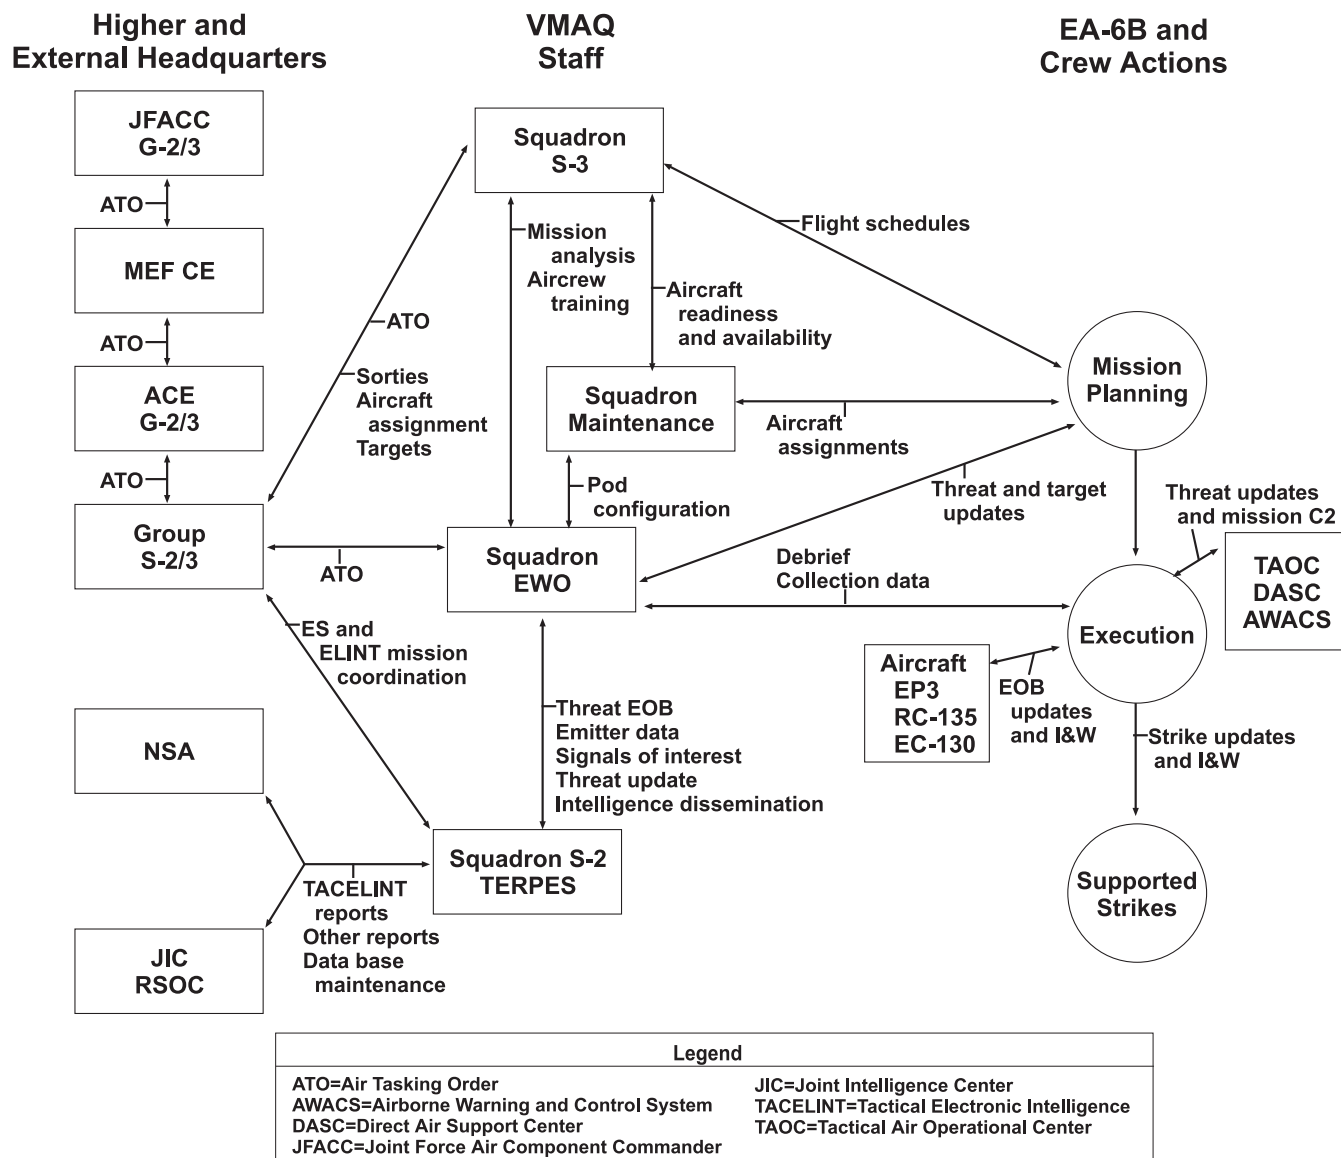 Higher and
External Headquarters
VMAQ
Staff
EA-6B and
Crew Actions
JFACC
G-2/3
ATO
MEF CE
ATO
ACE
G-2/3
ATO
Group
S-2/3
NSA
JIC
RSOC
Squadron
S-3
Mission
analysis
Aircrew
training
Aircraft
readiness
and availability
Flight schedules
ATO
Sorties
Aircraft
assignment
Targets
Squadron
Maintenance
Aircraft
assignments
Pod
configuration
Squadron
EWO
ATO
Threat and target
updates
Debrief
Collection data
ES and
ELINT mission
coordination
Threat EOB
Emitter data
Signals of interest
Threat update
Intelligence dissemination
Squadron S-2
TERPES
TACELINT
reports
Other reports
Data base
maintenance
Mission
Planning
Threat updates
and mission C2
TAOC
DASC
AWACS
Execution
Aircraft
EP3
RC-135
EC-130
EOB
updates
and I&W
Strike updates
and I&W
Supported
Strikes
Legend
ATO=Air Tasking Order
AWACS=Airborne Warning and Control System
DASC=Direct Air Support Center
JFACC=Joint Force Air Component Commander
JIC=Joint Intelligence Center
TACELINT=Tactical Electronic Intelligence
TAOC=Tactical Air Operational Center